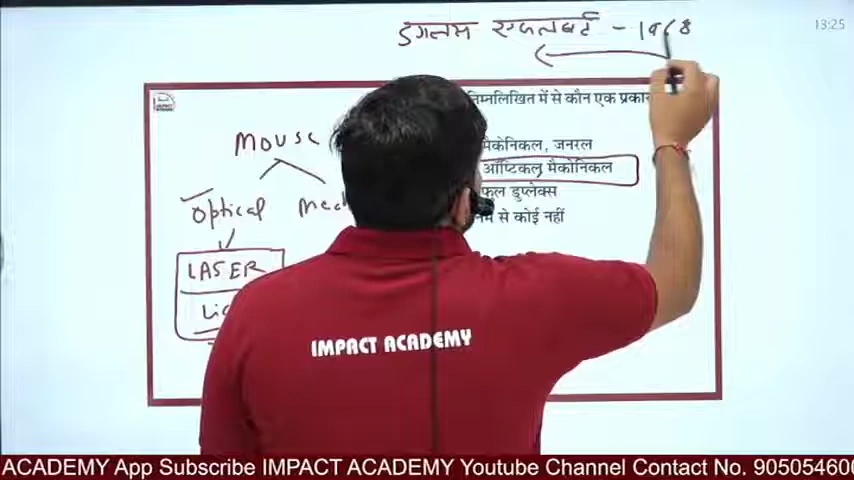 डगलस एंजलबर्ट - 1968
13:25
निम्नलिखित में से कौन एक प्रकार
मैकेनिकल, जनरल
ऑप्टिकल, मैकेनिकल
फुल डुप्लेक्स
से कोई नहीं
MOUSE
Optical
LASER
IMPACT ACADEMY
ACADEMY App Subscribe IMPACT ACADEMY Youtube Channel Contact No. 905054600